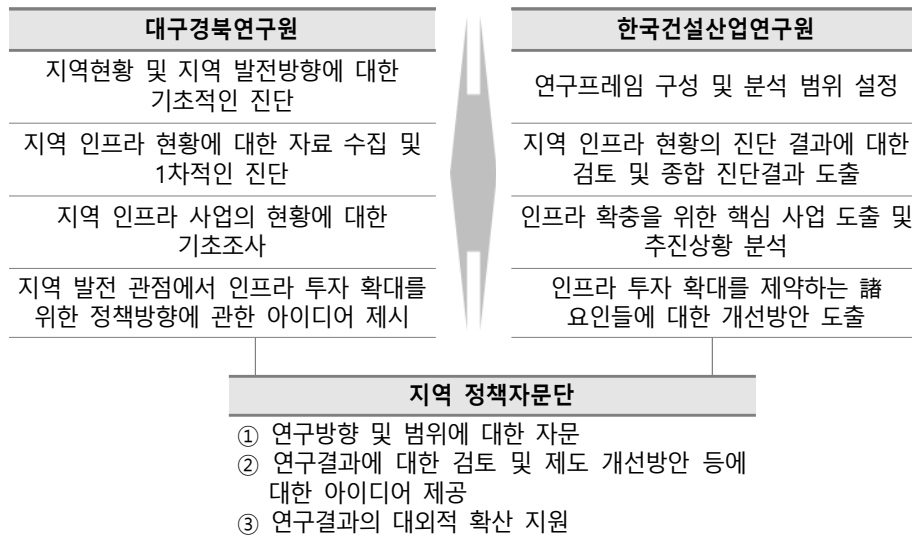 대구경북연구원
지역현황 및 지역 발전방향에 대한
기초적인 진단
지역 인프라 현황에 대한 자료 수집 및
1차적인 진단
지역 인프라 사업의 현황에 대한
기초조사
지역 발전 관점에서 인프라 투자 확대를
위한 정책방향에 관한 아이디어 제시
한국건설산업연구원
연구프레임 구성 및 분석 범위 설정
지역 인프라 현황의 진단 결과에 대한
검토 및 종합 진단결과 도출
인프라 확충을 위한 핵심 사업 도출 및
추진상황 분석
인프라 투자 확대를 제약하는 諸
요인들에 대한 개선방안 도출
지역 정책자문단
① 연구방향 및 범위에 대한 자문
② 연구결과에 대한 검토 및 제도 개선방안 등에
대한 아이디어 제공
③ 연구결과의 대외적 확산 지원